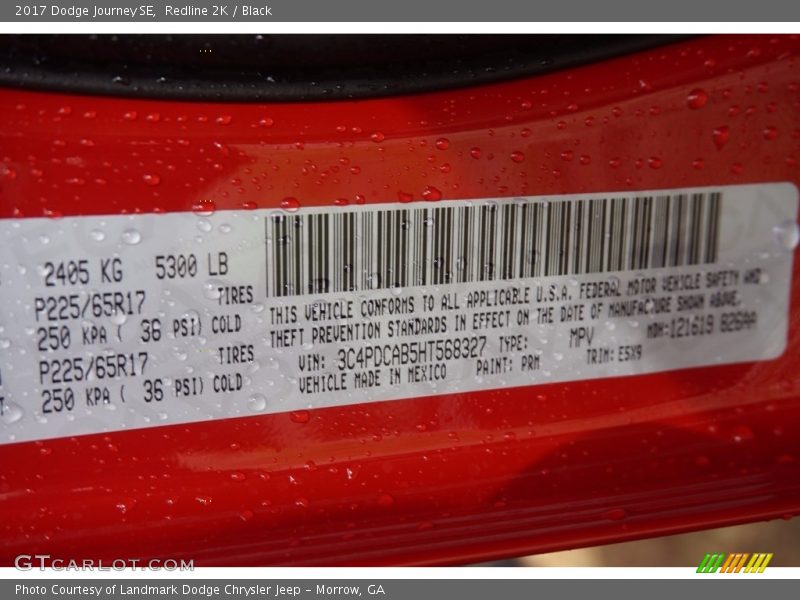 2017 Dodge Journey SE, Redline 2K / Black
2405 KG 5300 LB
P225/65R17 TIRES
250 KPA ( 36 PSI) COLD
P225/65R17 TIRES
250 KPA ( 36 PSI) COLD
THIS VEHICLE CONFORMS TO ALL APPLICABLE U.S.A. FEDERAL MOTOR VEHICLE SAFETY AND
THEFT PREVENTION STANDARDS IN EFFECT ON THE DATE OF MANUFACTURE SHOWN ABOVE.
VIN: 3C4PDCAB5HT568327 TYPE: MPV MDH:121619 026AA
VEHICLE MADE IN MEXICO PAINT: PRM TRIM: E5X9
GTCARLOT.COM
Photo Courtesy of Landmark Dodge Chrysler Jeep – Morrow, GA